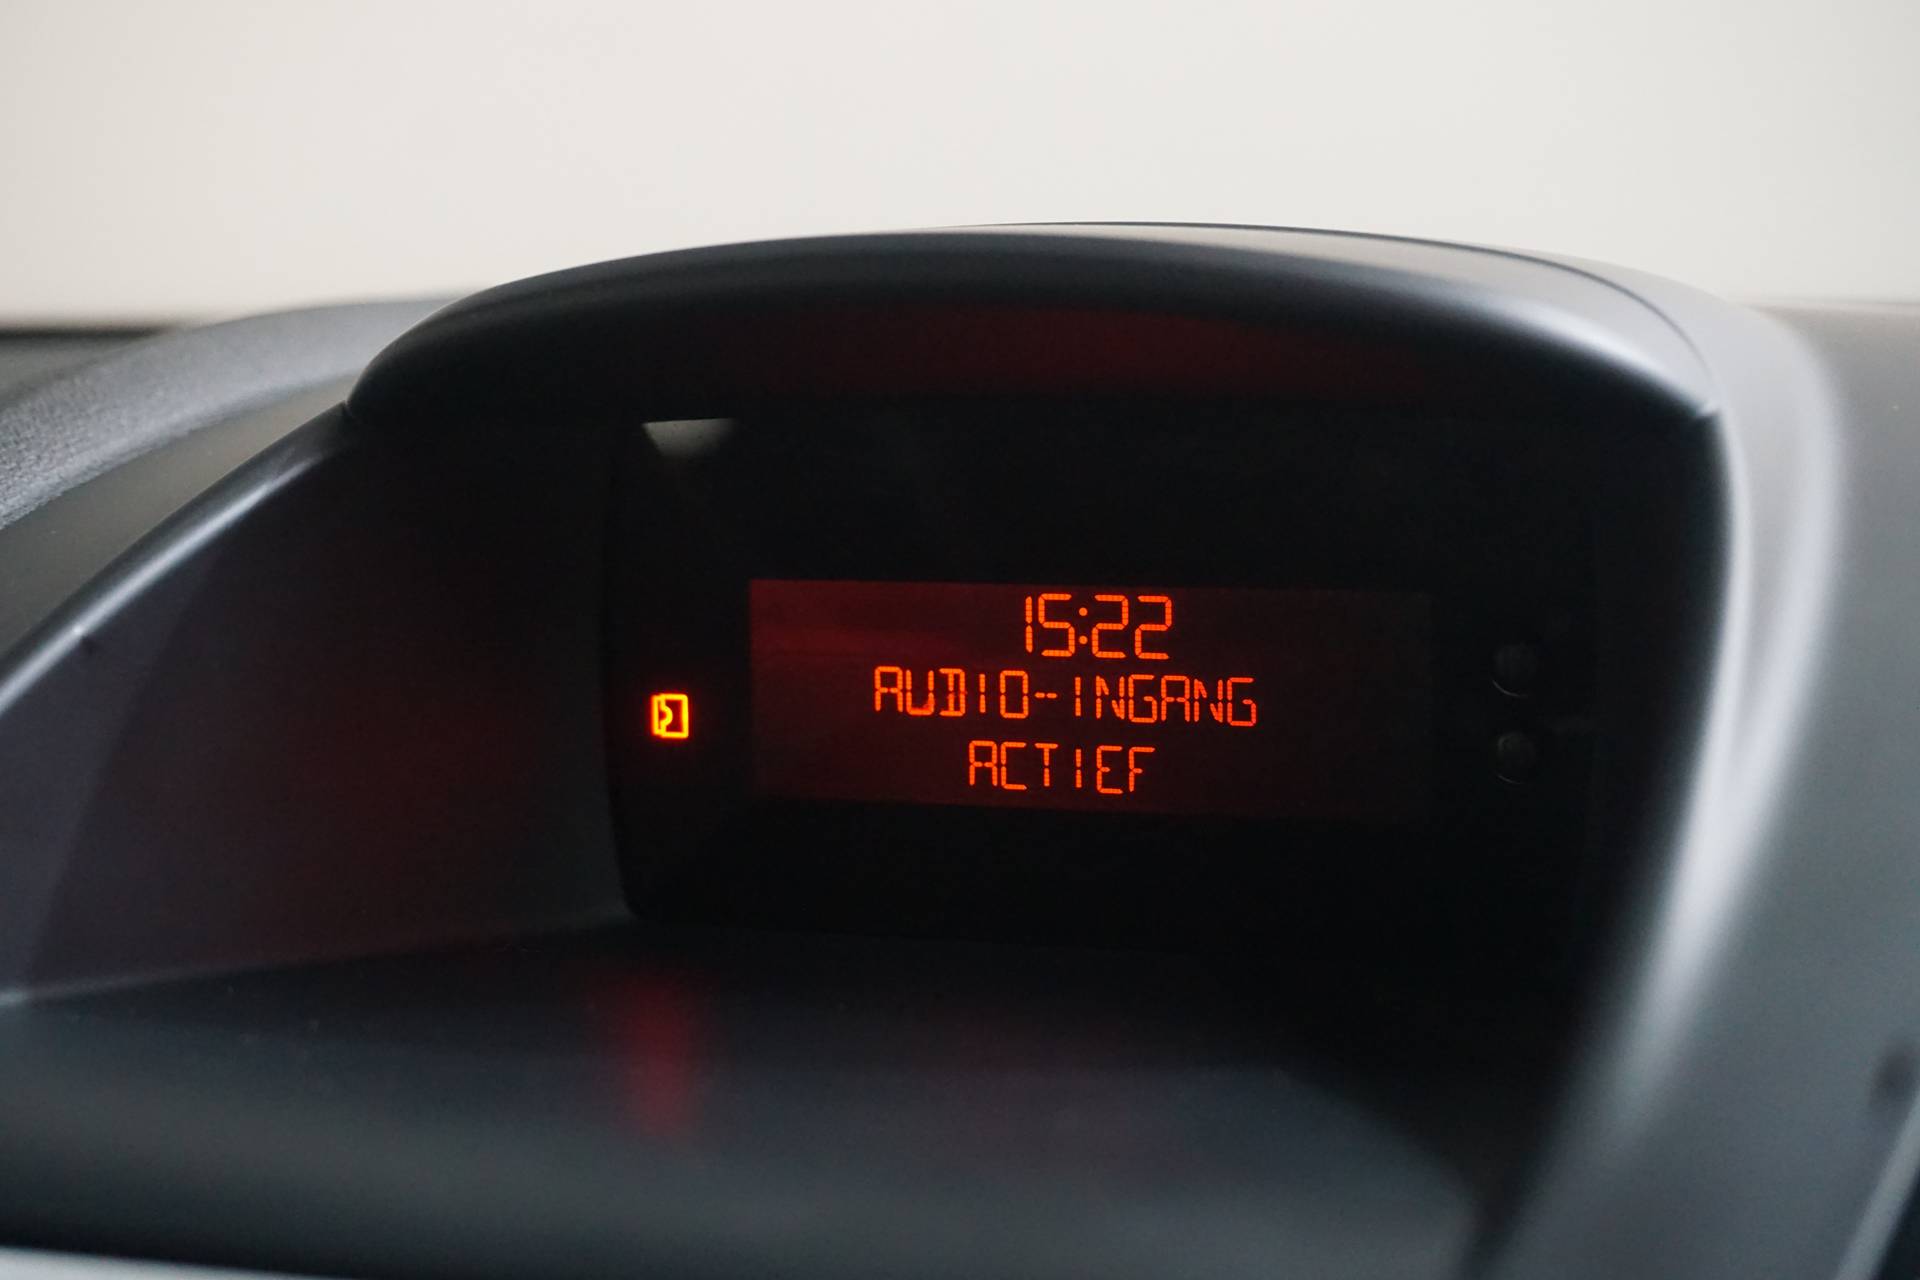 15:22
AUDIO-INGANG
ACTIEF